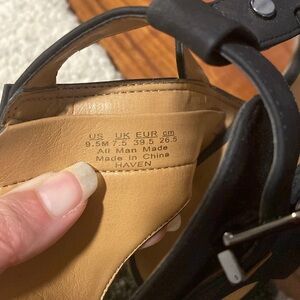 US UK EUR cm
9.5M 7.5 39.5 26.5
All Man Made
Made in China
HAVEN